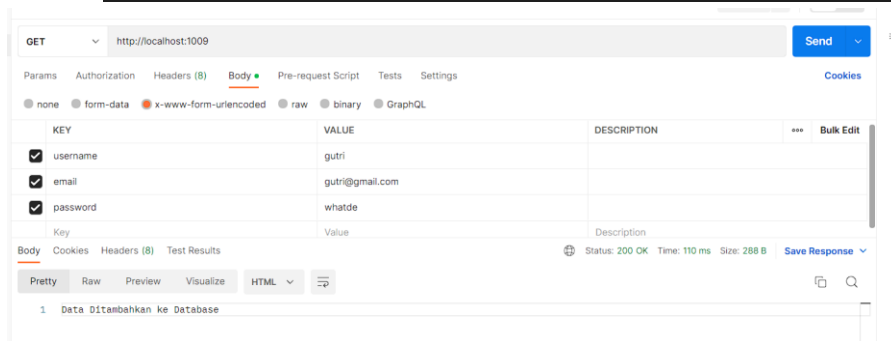 GET http://localhost:1009 Send
Params Authorization Headers (8) Body Pre-request Script Tests Settings Cookies
none form-data x-www-form-urlencoded raw binary GraphQL
KEY VALUE DESCRIPTION Bulk Edit
username gutri
email gutri@gmail.com
password whatde
Key Value Description
Body Cookies Headers (8) Test Results Status: 200 OK Time: 110 ms Size: 288 B Save Response
Pretty Raw Preview Visualize HTML
1 Data Ditambahkan ke Database